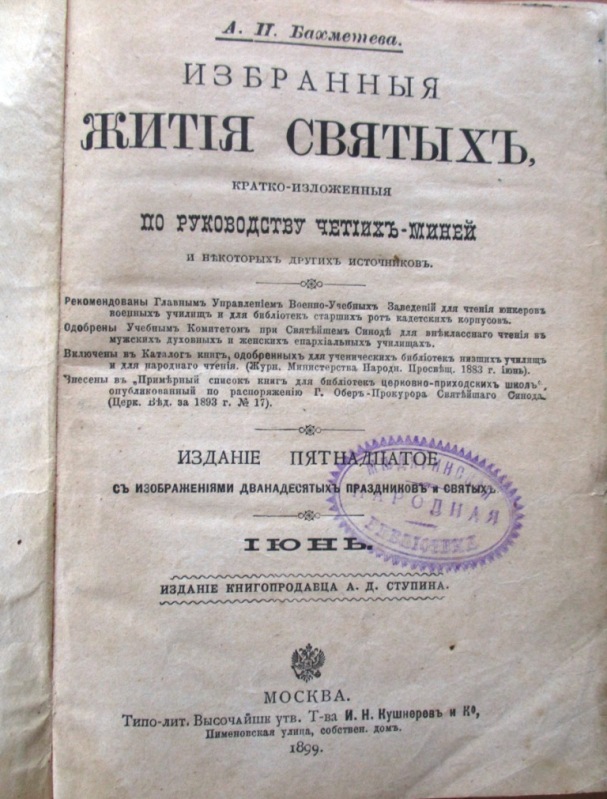 А. Н. Бахметева.
ИЗБРАННЫЯ
ЖИТІЯ СВЯТЫХЪ,
КРАТКО-ИЗЛОЖЕННЫЯ
ПО РУКОВОДСТВУ ЧЕТІИХЪ-МИНЕЙ
И НѢКОТОРЫХЪ ДРУГИХЪ ИСТОЧНИКОВЪ.
Рекомендованы Главнымъ Управленіемъ Военно-Учебныхъ Заведеній для чтенія юнкеровъ
военныхъ училищъ и для библіотек старшихъ ротъ кадетскихъ корпусовъ.
Одобрены Учебнымъ Комитетомъ при Святѣйшемъ Синодѣ для внѣкласснаго чтенія въ
мужскихъ духовныхъ и женскихъ епархіальныхъ училищахъ.
Включены въ Каталогъ книгъ, одобренныхъ для ученическихъ библіотекъ низшихъ училищъ
и для народнаго чтенія. (Журн. Министерства Народн. Просвѣщ. 1883 г. іюнь).
Внесены въ „Примѣрный списокъ книгъ для библіотекъ церковно-приходскихъ школъ“,
опубликованный по распоряженію Г. Оберъ-Прокурора Святѣйшаго Синода.
(Церк. Вѣд. за 1893 г. № 17).
ИЗДАНІЕ ПЯТНАДЦАТОЕ
СЪ ИЗОБРАЖЕНІЯМИ ДВАНАДЕСЯТЫХЪ ПРАЗДНИКОВЪ и СВЯТЫХЪ
НАРОДНАЯ
БИБЛІОТЕКА
ІЮНЬ.
ИЗДАНІЕ КНИГОПРОДАВЦА А. Д. СТУПИНА.
МОСКВА.
Типо-лит. Высочайше утв. Т-ва И. Н. Кушнеровъ и Ко,
Пименовская улица, собствен. домъ.
1899.